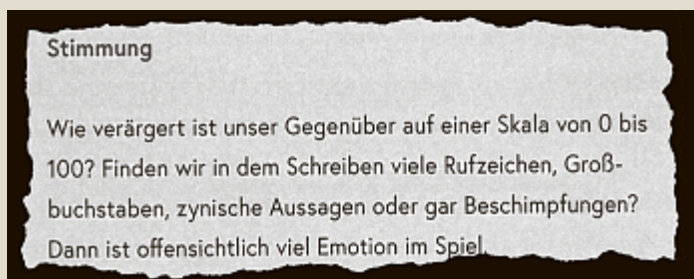 Stimmung
Wie verärgert ist unser Gegenüber auf einer Skala von 0 bis
100? Finden wir in dem Schreiben viele Rufzeichen, Groß-
buchstaben, zynische Aussagen oder gar Beschimpfungen?
Dann ist offensichtlich viel Emotion im Spiel